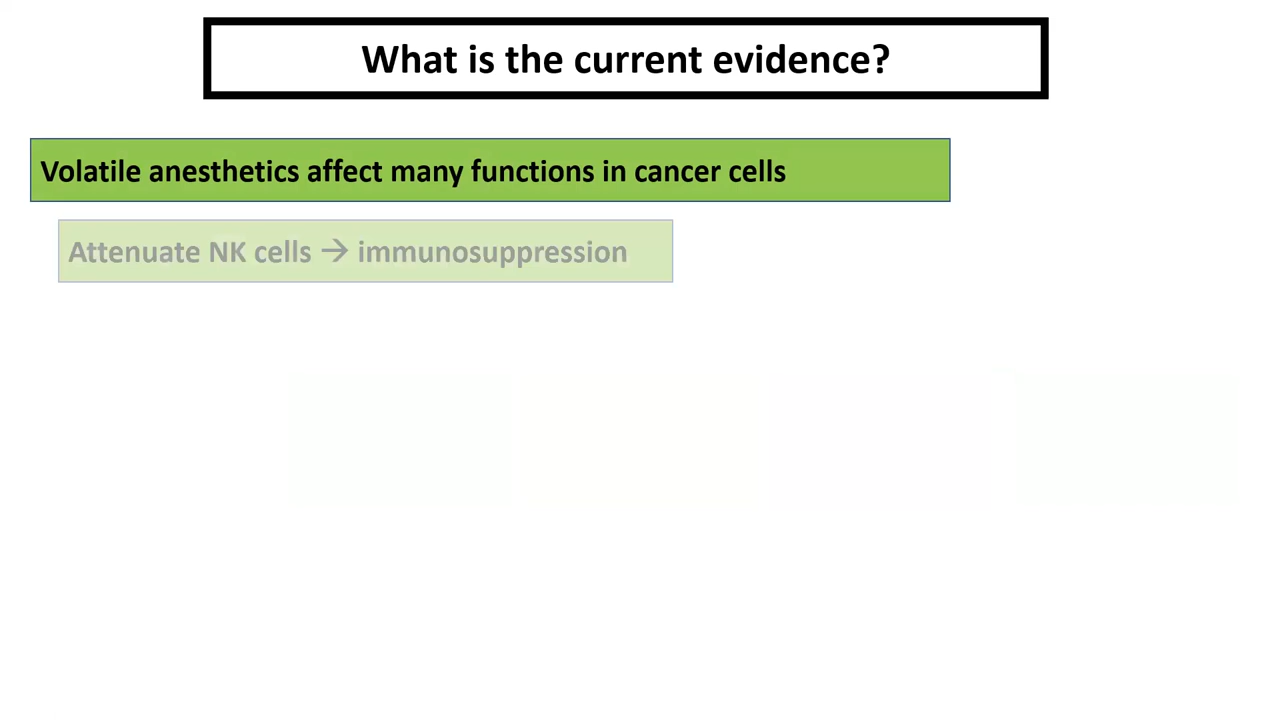 What is the current evidence?
Volatile anesthetics affect many functions in cancer cells
Attenuate NK cells → immunosuppression